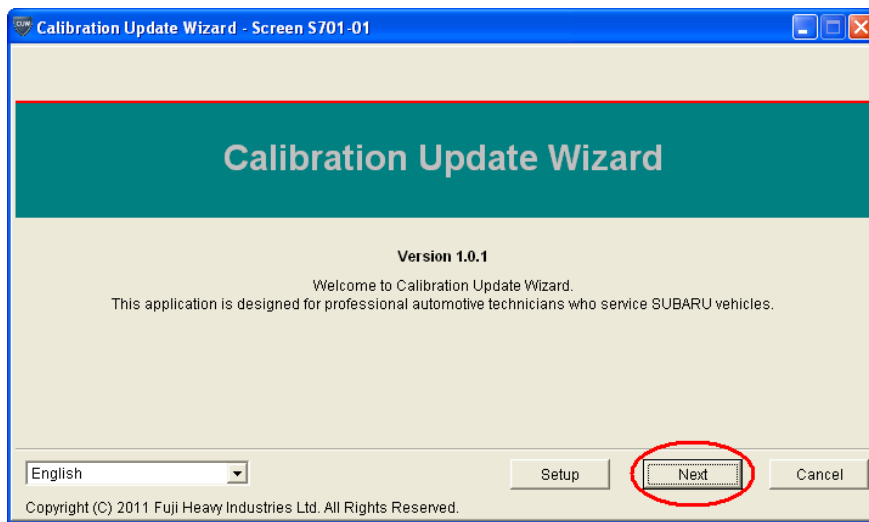 CUW
Calibration Update Wizard - Screen S701-01
Calibration Update Wizard
Version 1.0.1
Welcome to Calibration Update Wizard.
This application is designed for professional automotive technicians who service SUBARU vehicles.
English
Setup
Next
Cancel
Copyright (C) 2011 Fuji Heavy Industries Ltd. All Rights Reserved.